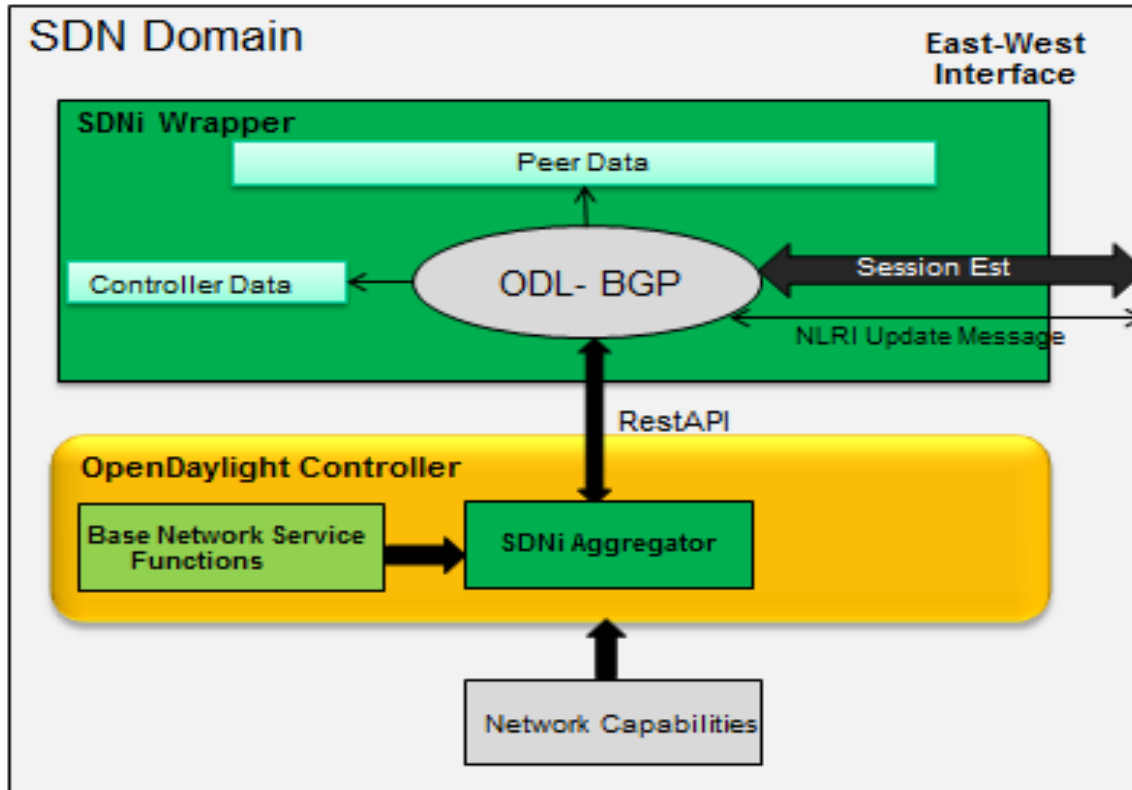 SDN Domain
East-West
Interface
SDNi Wrapper
Peer Data
Controller Data
ODL- BGP
Session Est
NLRI Update Message
RestAPI
OpenDaylight Controller
Base Network Service
Functions
SDNi Aggregator
Network Capabilities